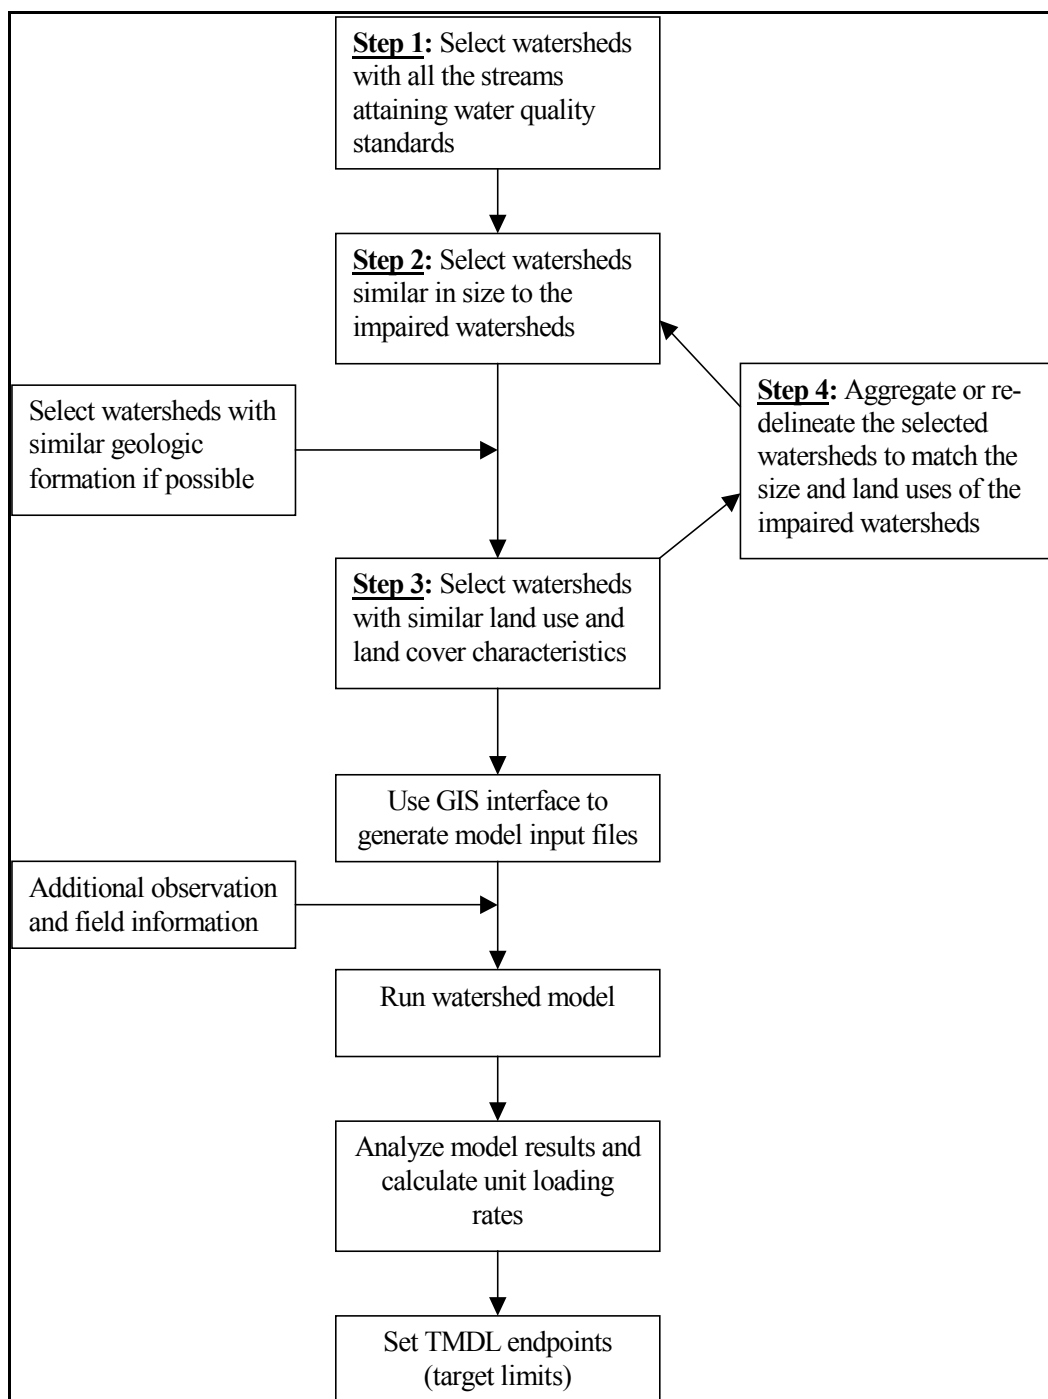 Step 1: Select watersheds
with all the streams
attaining water quality
standards
Step 2: Select watersheds
similar in size to the
impaired watersheds
Select watersheds with
similar geologic
formation if possible
Step 4: Aggregate or re-
delineate the selected
watersheds to match the
size and land uses of the
impaired watersheds
Step 3: Select watersheds
with similar land use and
land cover characteristics
Use GIS interface to
generate model input files
Additional observation
and field information
Run watershed model
Analyze model results and
calculate unit loading
rates
Set TMDL endpoints
(target limits)